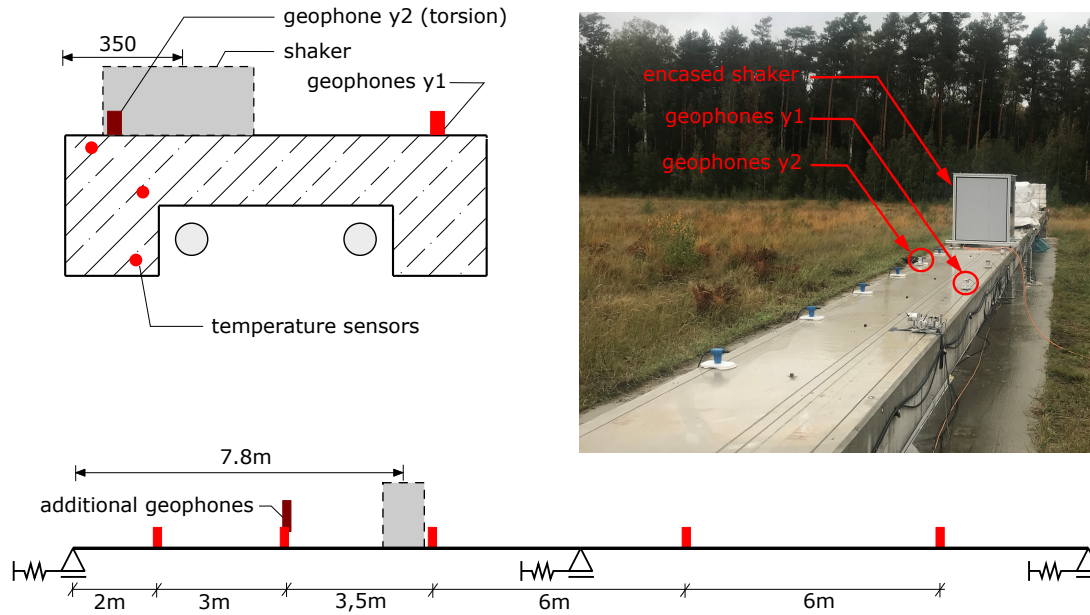 geophone y2 (torsion)
350
shaker
geophones y1
temperature sensors
encased shaker
geophones y1
geophones y2
7.8m
additional geophones
2m
3m
3,5m
6m
6m